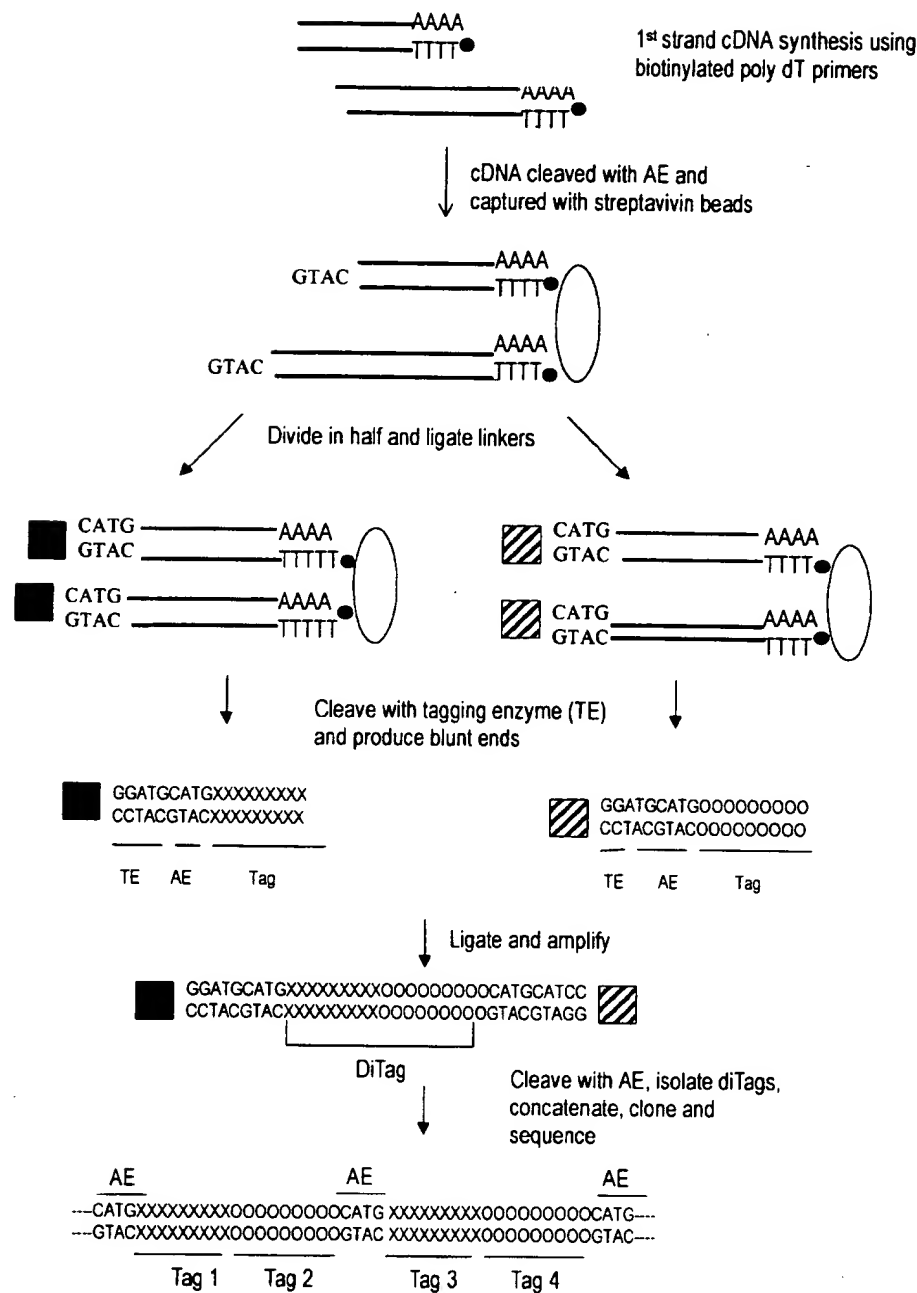 AAAA
TTTT
1st strand cDNA synthesis using
biotinylated poly dT primers
AAAA
TTTT
cDNA cleaved with AE and
captured with streptavivin beads
AAAA
GTAC
TTTT
AAAA
GTAC
TTTT
Divide in half and ligate linkers
CATG AAAA
GTAC TTTTT
CATG AAAA
GTAC TTTTT
CATG AAAA
GTAC TTTT
CATG AAAA
GTAC TTTT
Cleave with tagging enzyme (TE)
and produce blunt ends
GGATGCATGXXXXXXXXX
CCTACGTACXXXXXXXXX
TE AE Tag
GGATGCATGOOOOOOOOO
CCTACGTACOOOOOOOOO
TE AE Tag
Ligate and amplify
GGATGCATGXXXXXXXXXOOOOOOOOOCATGCATCC
CCTACGTACXXXXXXXXXOOOOOOOOOGTACGTAGG
DiTag
Cleave with AE, isolate diTags,
concatenate, clone and
sequence
AE AE AE
----CATGXXXXXXXXXOOOOOOOOOCATG XXXXXXXXXOOOOOOOOOCATG----
----GTACXXXXXXXXXOOOOOOOOOGTAC XXXXXXXXXOOOOOOOOOGTAC----
Tag 1 Tag 2 Tag 3 Tag 4